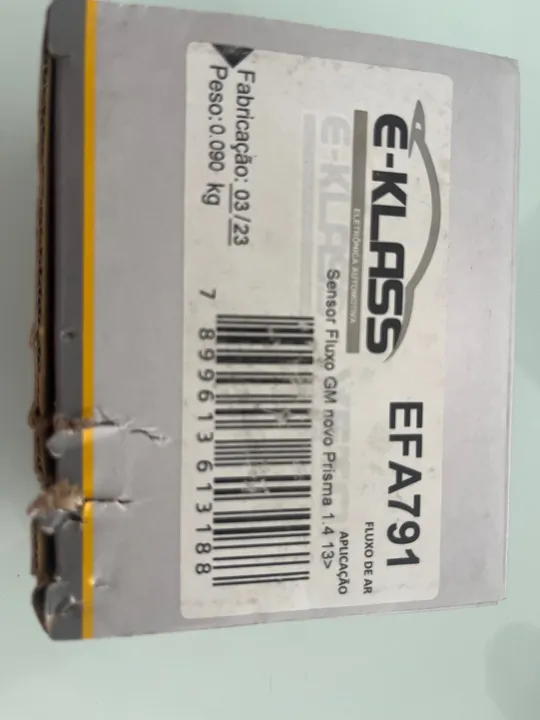 E-KLASS
ELETRÔNICA AUTOMOTIVA
EFA791
FLUXO DE AR
APLICAÇÃO
Sensor Fluxo GM novo Prisma 1.4 13>
7 899613 613188
Fabricação: 03/23
Peso:0.090 kg